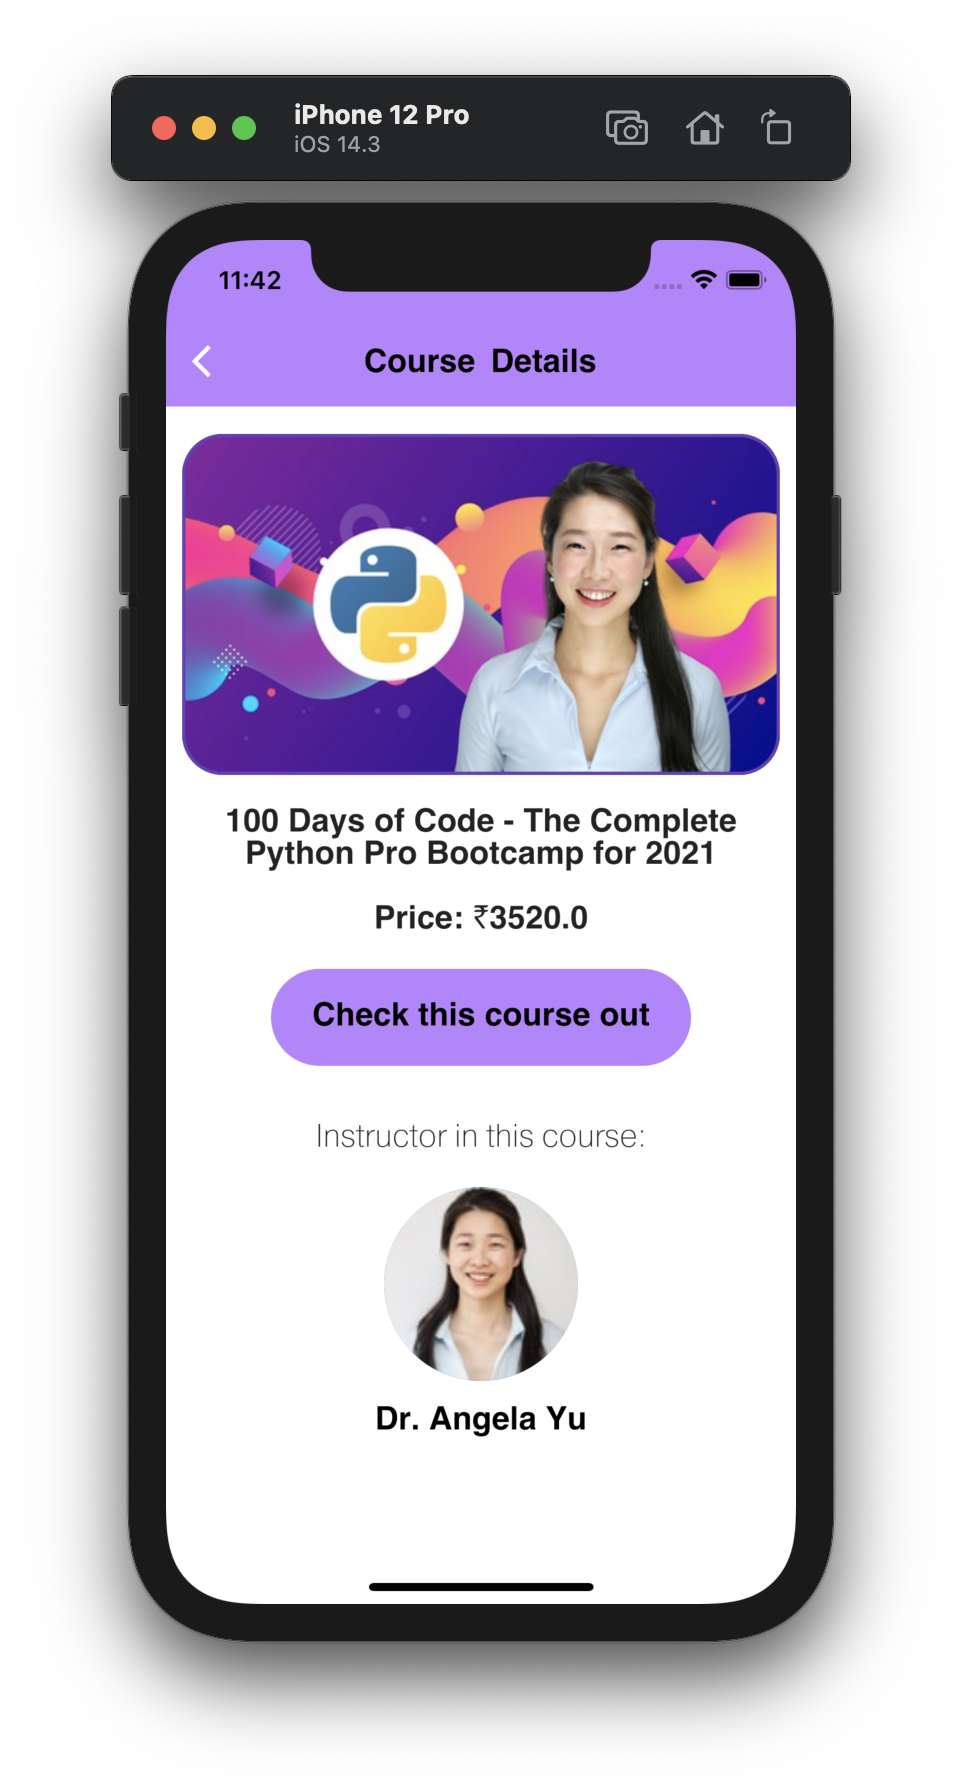 iPhone 12 Pro
iOS 14.3
11:42
Course Details
100 Days of Code - The Complete
Python Pro Bootcamp for 2021
Price: ₹3520.0
Check this course out
Instructor in this course:
Dr. Angela Yu